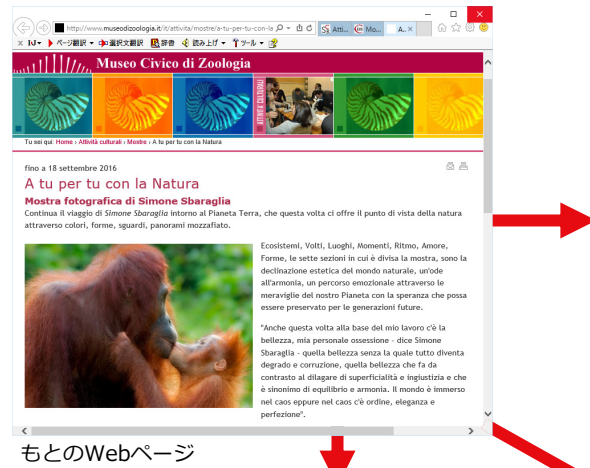 http://www.museodizoologia.it/it/attivita/mostre/a-tu-per-tu-con-la
Atti...
Mo...
A...
ページ翻訳
選択文翻訳
辞書
読み上げ
ツール
Museo Civico di Zoologia
ATTIVITÀ CULTURALI
Tu sei qui: Home › Attività culturali › Mostre › A tu per tu con la Natura
fino a 18 settembre 2016
A tu per tu con la Natura
Mostra fotografica di Simone Sbaraglia
Continua il viaggio di Simone Sbaraglia intorno al Pianeta Terra, che questa volta ci offre il punto di vista della natura
attraverso colori, forme, sguardi, panorami mozzafiato.
Ecosistemi, Volti, Luoghi, Momenti, Ritmo, Amore,
Forme, le sette sezioni in cui è divisa la mostra, sono la
declinazione estetica del mondo naturale, un'ode
all'armonia, un percorso emozionale attraverso le
meraviglie del nostro Pianeta con la speranza che possa
essere preservato per le generazioni future.
"Anche questa volta alla base del mio lavoro c'è la
bellezza, mia personale ossessione - dice Simone
Sbaraglia - quella bellezza senza la quale tutto diventa
degrado e corruzione, quella bellezza che fa da
contrasto al dilagare di superficialità e ingiustizia e che
è sinonimo di equilibrio e armonia. Il mondo è immerso
nel caos eppure nel caos c'è ordine, eleganza e
perfezione".
もとのWebページ